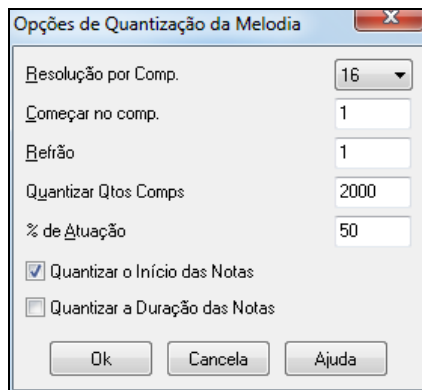 Opções de Quantização da Melodia
Resolução por Comp. 16
Começar no comp. 1
Refrão 1
Quantizar Qtos Comps 2000
% de Atuação 50
Quantizar o Início das Notas
Quantizar a Duração das Notas
Ok Cancela Ajuda